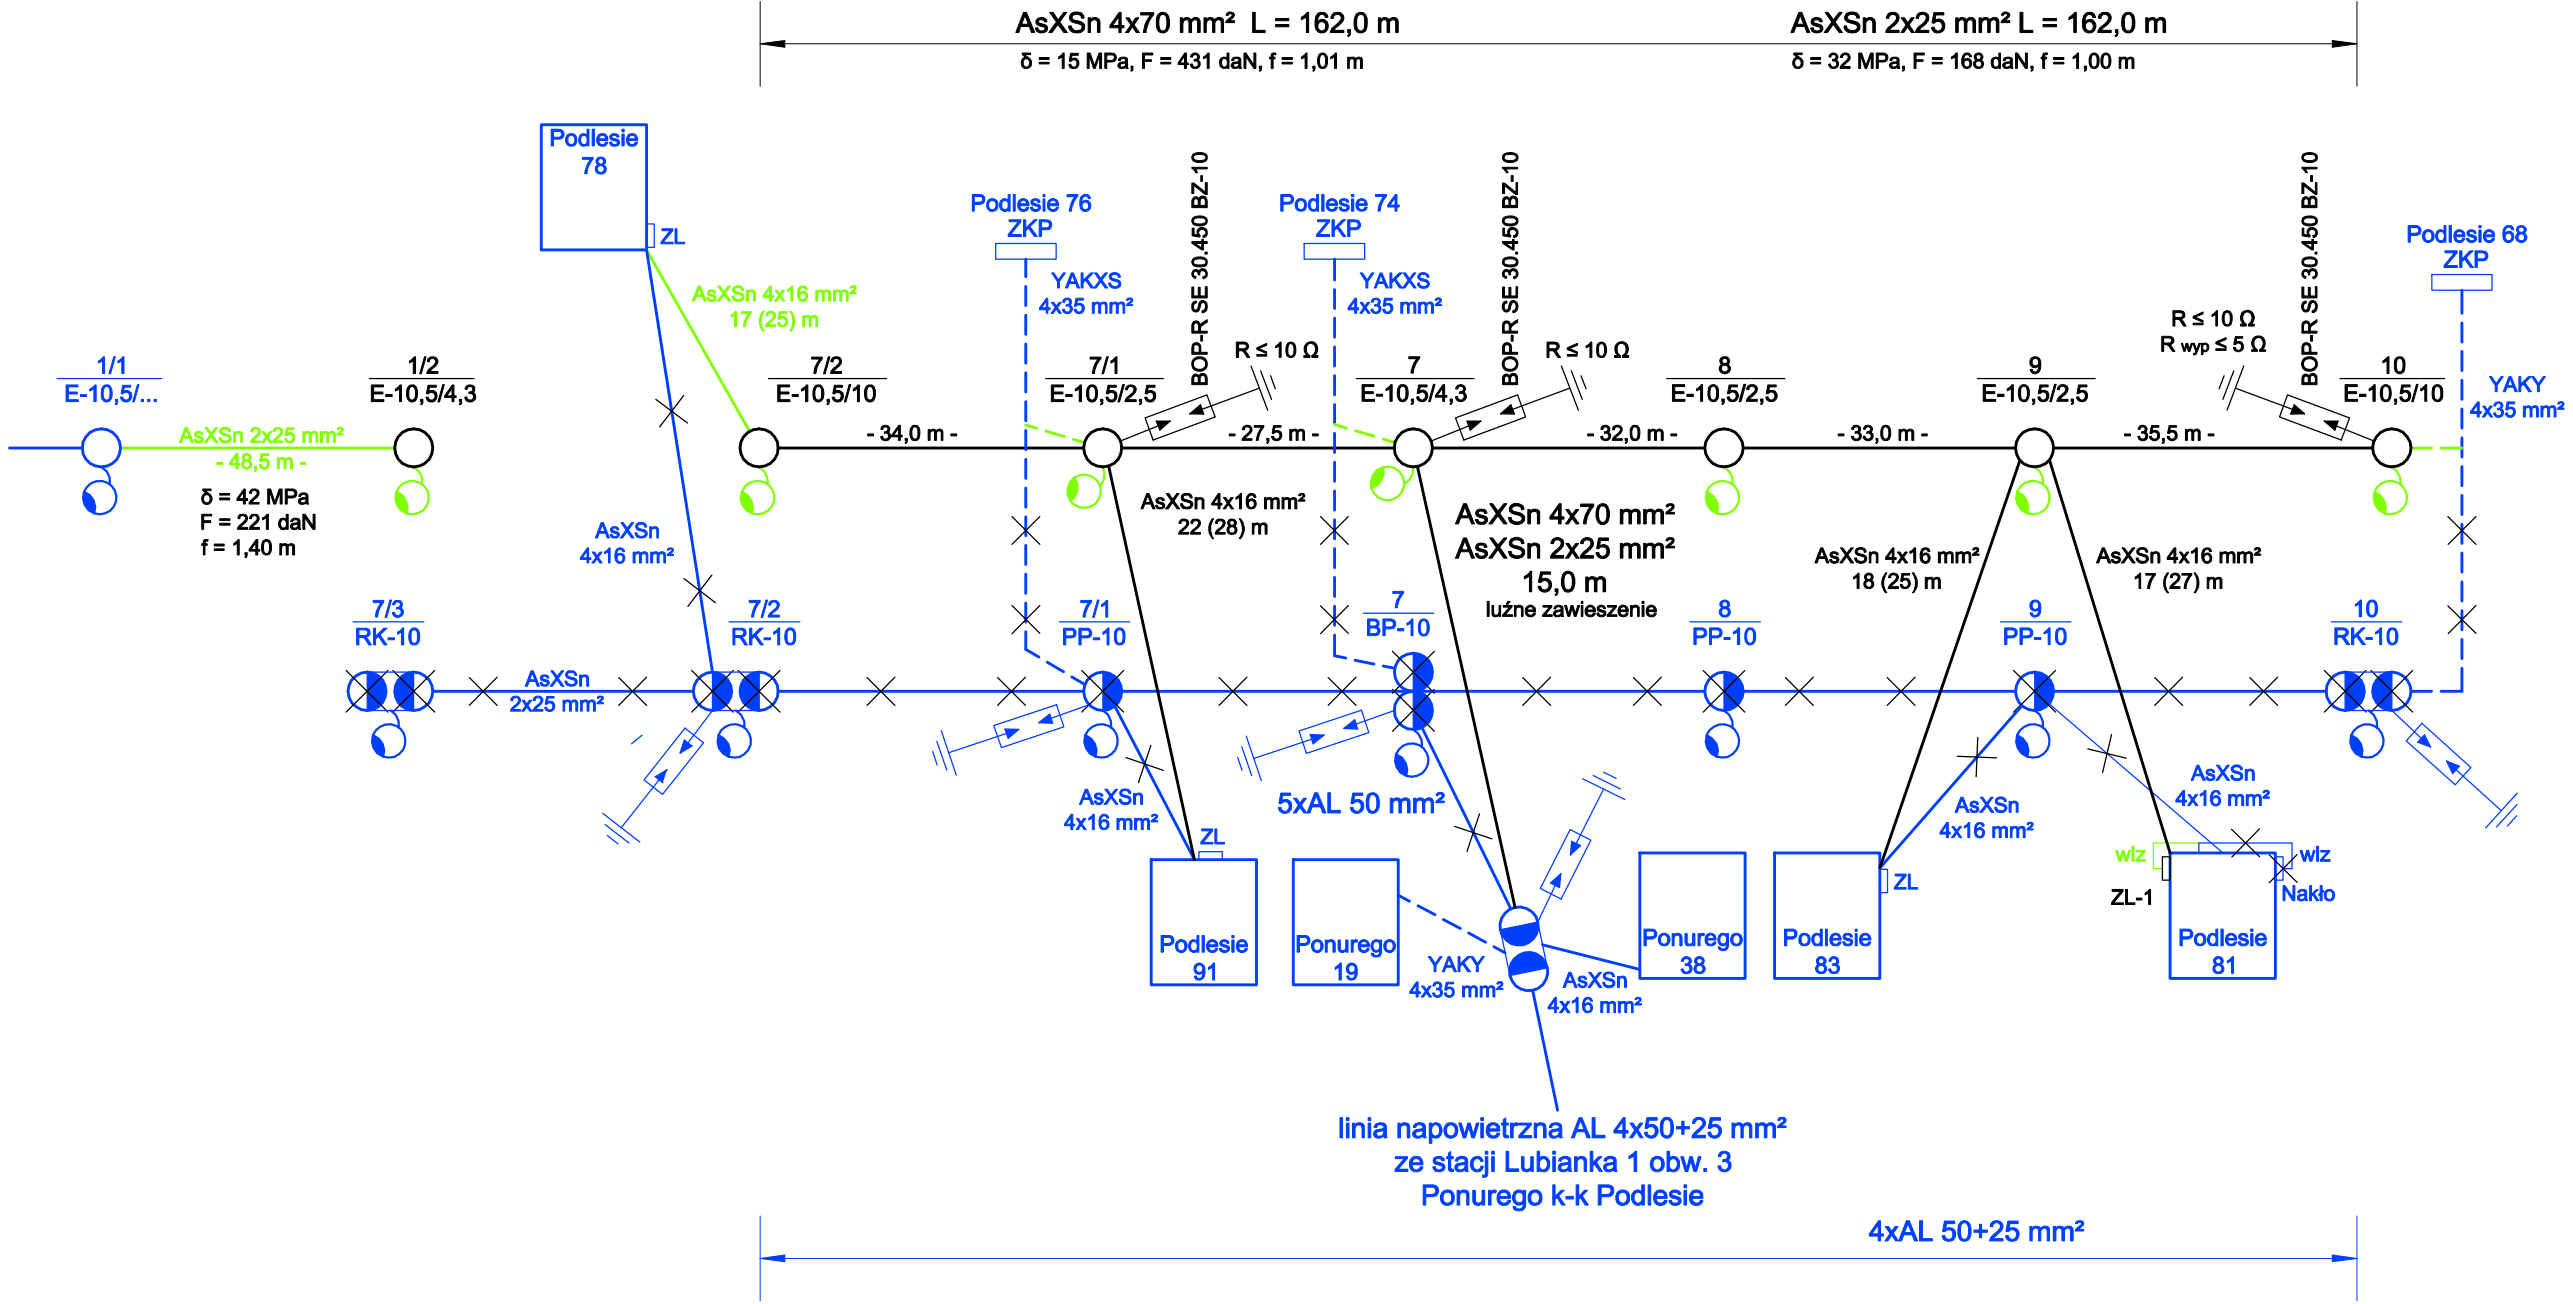 AsXSn 4x70 mm² L = 162,0 m
δ = 15 MPa, F = 431 daN, f = 1,01 m
AsXSn 2x25 mm² L = 162,0 m
δ = 32 MPa, F = 168 daN, f = 1,00 m
Podlesie
78
ZL
AsXSn 4x16 mm²
17 (25) m
Podlesie 76
ZKP
YAKXS
4x35 mm²
BOP-R SE 30.450 BZ-10
R ≤ 10 Ω
Podlesie 74
ZKP
YAKXS
4x35 mm²
BOP-R SE 30.450 BZ-10
R ≤ 10 Ω
R ≤ 10 Ω
R wyp ≤ 5 Ω
BOP-R SE 30.450 BZ-10
Podlesie 68
ZKP
YAKY
4x35 mm²
1/1
E-10,5/...
1/2
E-10,5/4,3
7/2
E-10,5/10
7/1
E-10,5/2,5
7
E-10,5/4,3
8
E-10,5/2,5
9
E-10,5/2,5
10
E-10,5/10
AsXSn 2x25 mm²
- 48,5 m -
δ = 42 MPa
F = 221 daN
f = 1,40 m
- 34,0 m -
- 27,5 m -
- 32,0 m -
- 33,0 m -
- 35,5 m -
AsXSn
4x16 mm²
AsXSn 4x16 mm²
22 (28) m
AsXSn 4x70 mm²
AsXSn 2x25 mm²
15,0 m
luźne zawieszenie
AsXSn 4x16 mm²
18 (25) m
AsXSn 4x16 mm²
17 (27) m
7/3
RK-10
7/2
RK-10
7/1
PP-10
7
BP-10
8
PP-10
9
PP-10
10
RK-10
AsXSn
2x25 mm²
AsXSn
4x16 mm²
5xAL 50 mm²
AsXSn
4x16 mm²
AsXSn
4x16 mm²
ZL
Podlesie
91
Ponurego
19
YAKY
4x35 mm²
AsXSn
4x16 mm²
Ponurego
38
Podlesie
83
ZL
wlz
ZL-1
wlz
Nakło
Podlesie
81
linia napowietrzna AL 4x50+25 mm²
ze stacji Lubianka 1 obw. 3
Ponurego k-k Podlesie
4xAL 50+25 mm²